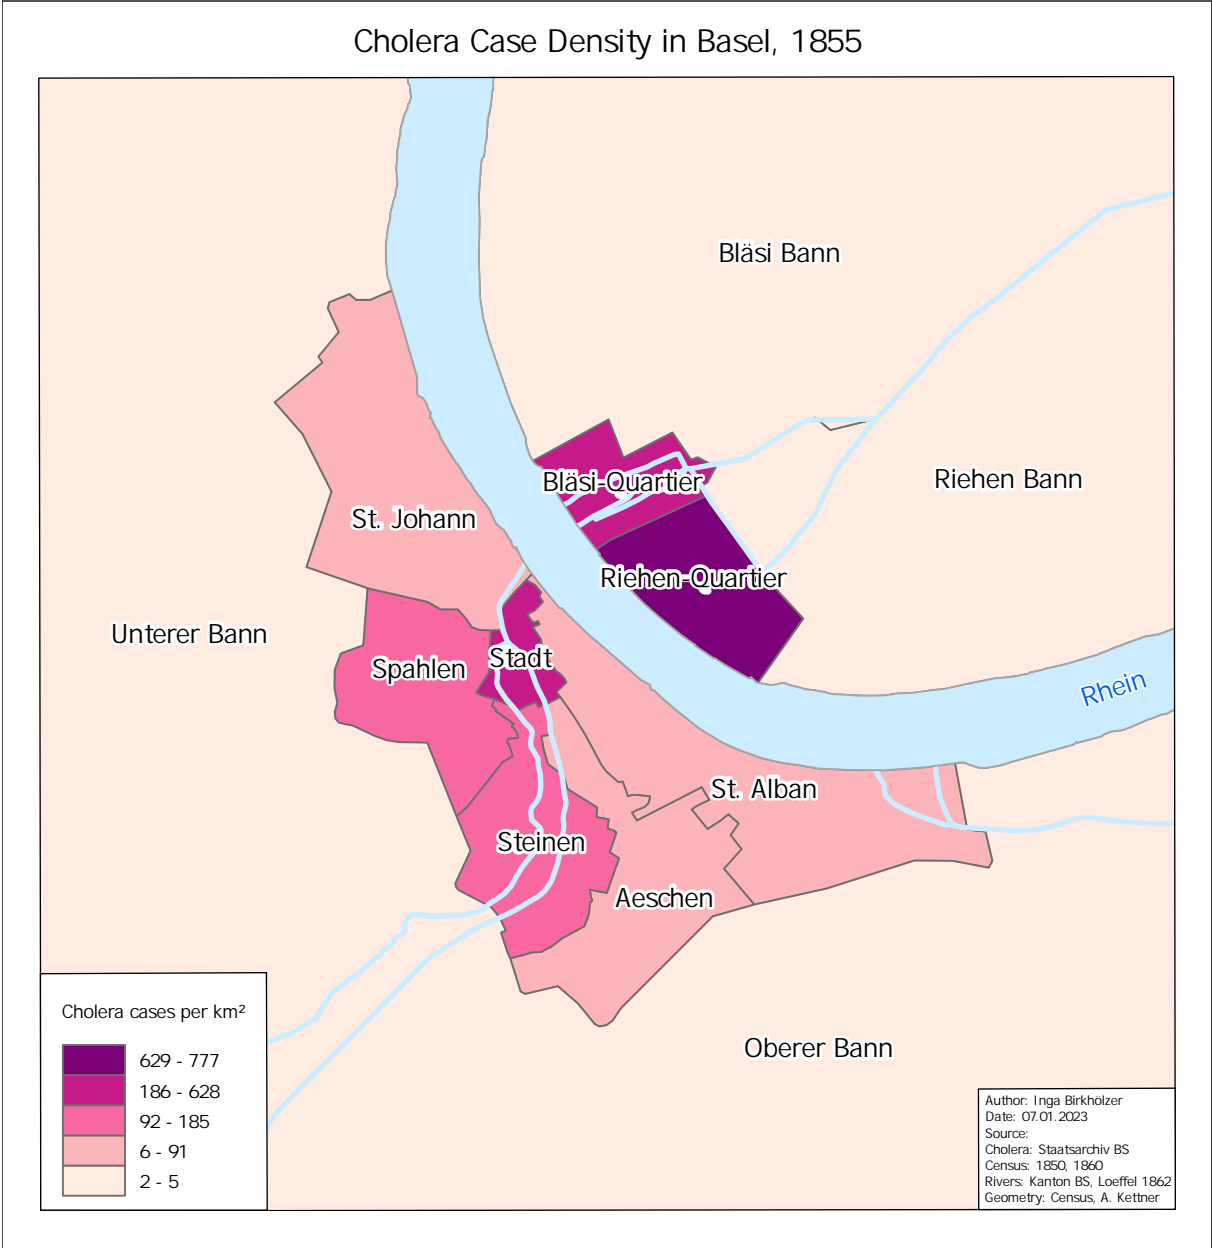 Cholera Case Density in Basel, 1855
Bläsi Bann
Riehen Bann
Bläsi-Quartier
St. Johann
Riehen-Quartier
Unterer Bann
Stadt
Spahlen
Rhein
St. Alban
Steinen
Aeschen
Oberer Bann
Cholera cases per km²
629 - 777
186 - 628
92 - 185
6 - 91
2 - 5
Author: Inga Birkhölzer
Date: 07.01.2023
Source:
Cholera: Staatsarchiv BS
Census: 1850, 1860
Rivers: Kanton BS, Loeffel 1862
Geometry: Census, A. Kettner